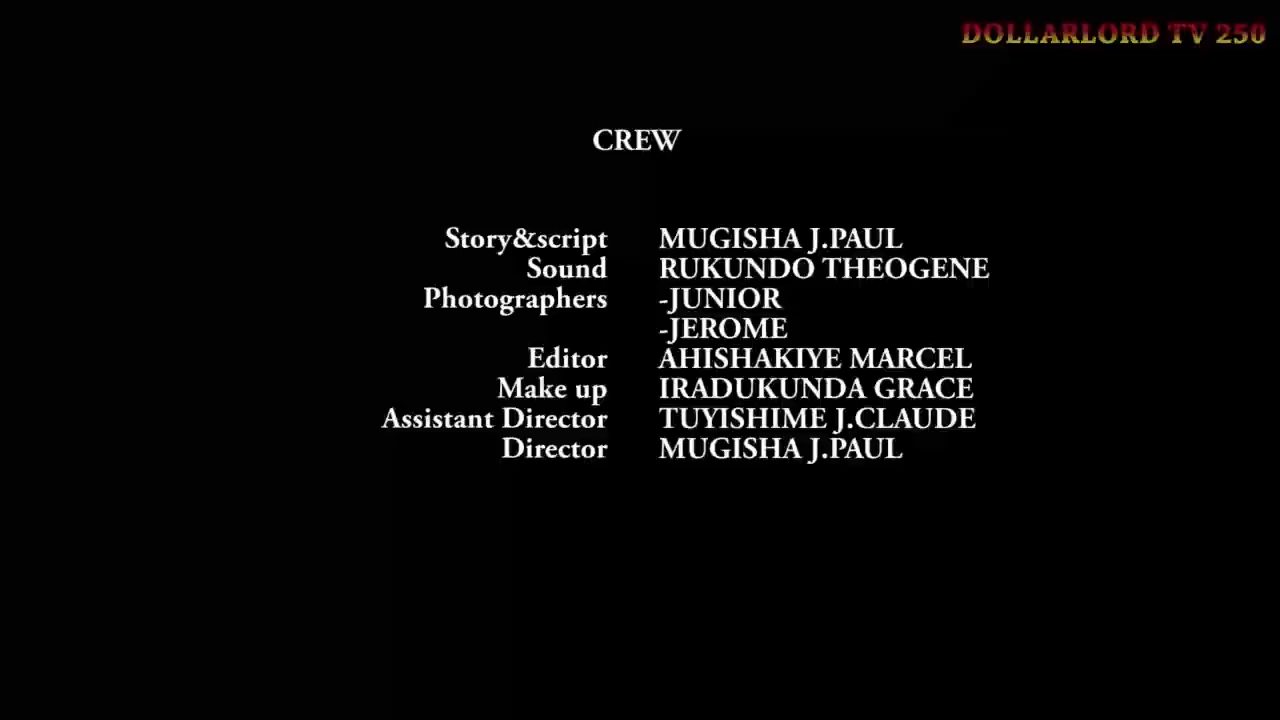 DOLLARLORD TV 250
CREW
Story&script MUGISHA J.PAUL
Sound RUKUNDO THEOGENE
Photographers -JUNIOR
-JEROME
Editor AHISHAKIYE MARCEL
Make up IRADUKUNDA GRACE
Assistant Director TUYISHIME J.CLAUDE
Director MUGISHA J.PAUL